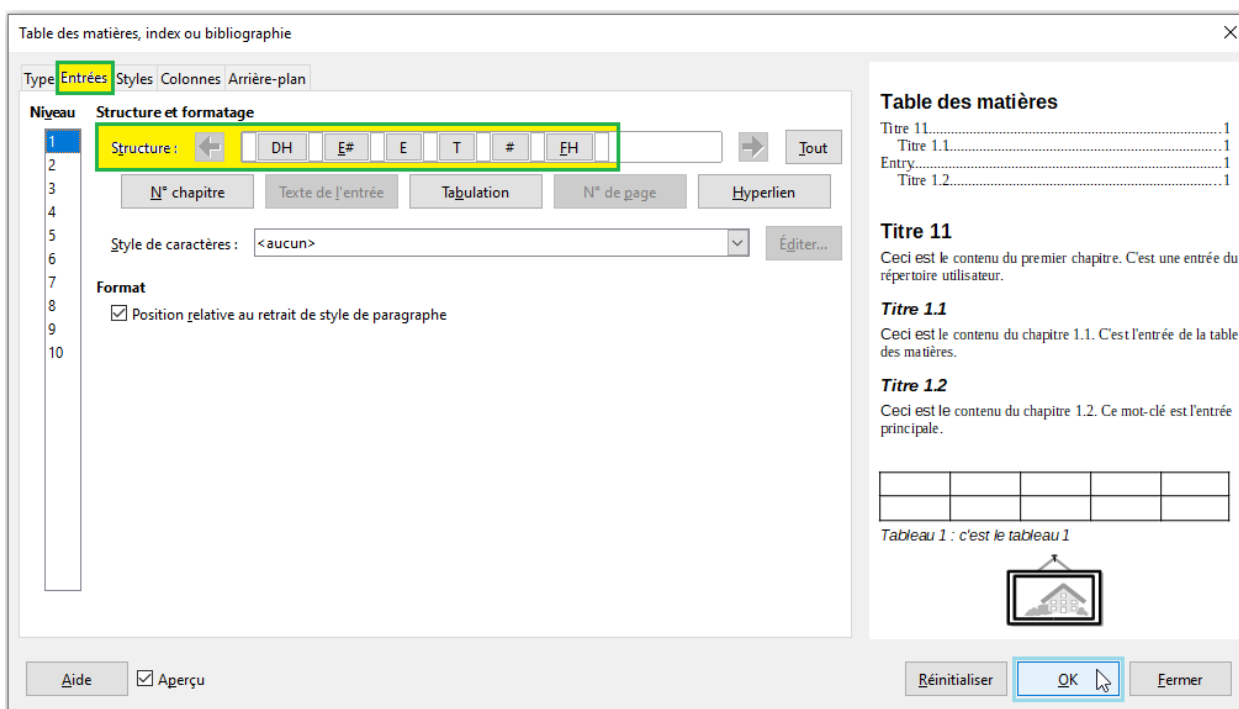 Table des matières, index ou bibliographie
Type Entrées Styles Colonnes Arrière-plan
Niveau Structure et formatage
1
2
3
4
5
6
7
8
9
10
Structure : DH E# E T # FH Tout
N° chapitre Texte de l'entrée Tabulation N° de page Hyperlien
Style de caractères : <aucun> Éditer...
Format
Position relative au retrait de style de paragraphe
Table des matières
Titre 11 1
Titre 1.1 1
Entry 1
Titre 1.2 1
Titre 11
Ceci est le contenu du premier chapitre. C'est une entrée du
répertoire utilisateur.
Titre 1.1
Ceci est le contenu du chapitre 1.1. C'est l'entrée de la table
des matières.
Titre 1.2
Ceci est le contenu du chapitre 1.2. Ce mot-clé est l'entrée
principale.
Tableau 1 : c'est le tableau 1
Aide Aperçu Réinitialiser OK Fermer